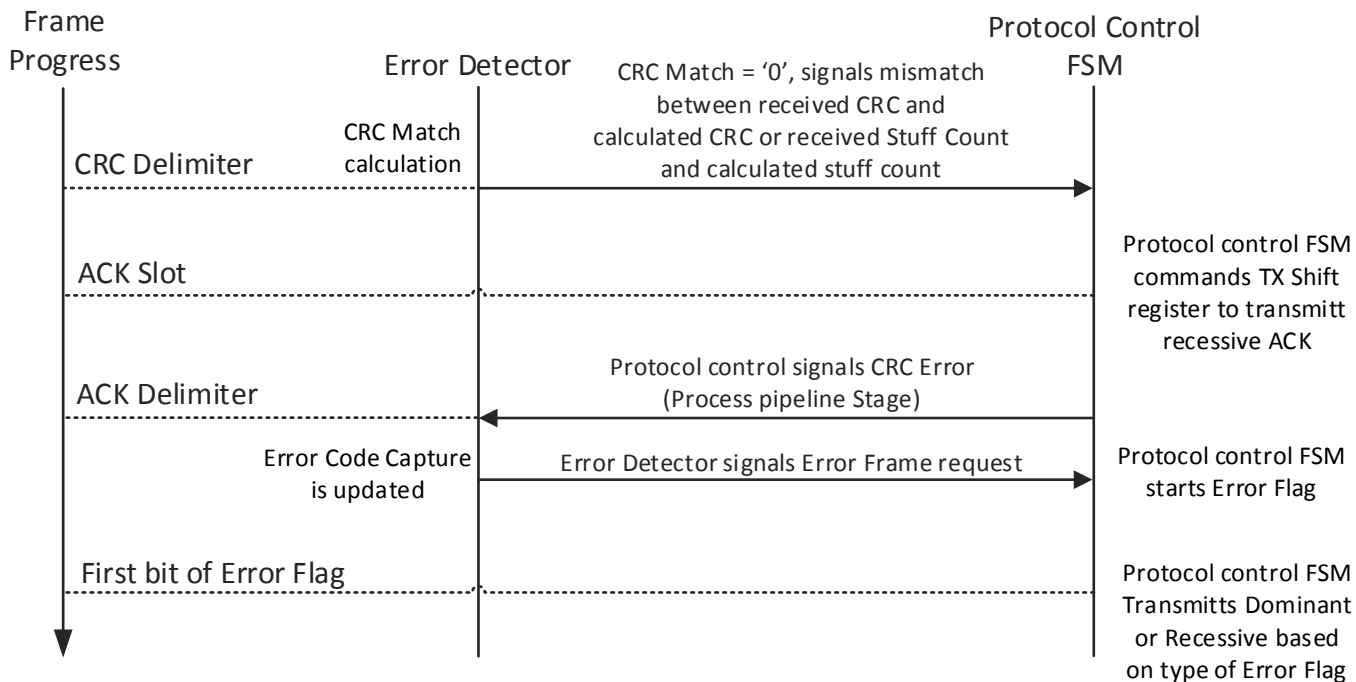 Frame
Progress
Error Detector
Protocol Control
FSM
CRC Match = ‘0’, signals mismatch
between received CRC and
calculated CRC or received Stuff Count
and calculated stuff count
CRC Match
calculation
CRC Delimiter
ACK Slot
Protocol control FSM
commands TX Shift
register to transmitt
recessive ACK
Protocol control signals CRC Error
(Process pipeline Stage)
ACK Delimiter
Error Code Capture
is updated
Error Detector signals Error Frame request
Protocol control FSM
starts Error Flag
First bit of Error Flag
Protocol control FSM
Transmitts Dominant
or Recessive based
on type of Error Flag